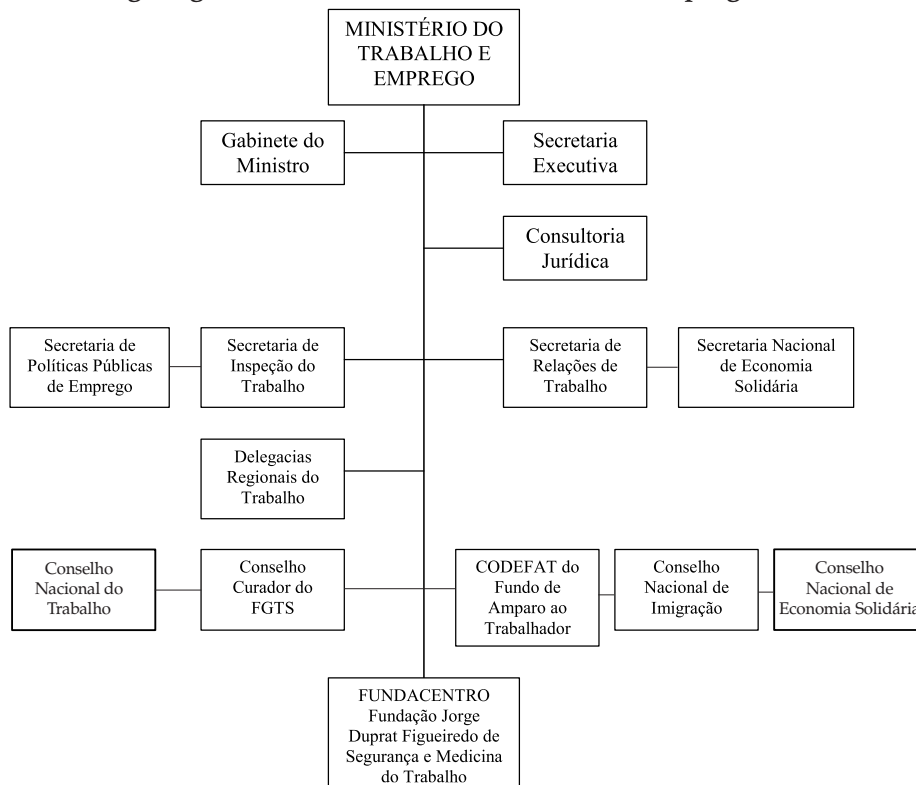 MINISTÉRIO DO
TRABALHO E
EMPREGO
Gabinete do
Ministro
Secretaria
Executiva
Consultoria
Jurídica
Secretaria de
Políticas Públicas
de Emprego
Secretaria de
Inspeção do
Trabalho
Secretaria de
Relações de
Trabalho
Secretaria Nacional
de Economia
Solidária
Delegacias
Regionais do
Trabalho
Conselho
Nacional do
Trabalho
Conselho
Curador do
FGTS
CODEFAT do
Fundo de
Amparo ao
Trabalhador
Conselho
Nacional de
Imigração
Conselho
Nacional de
Economia Solidária
FUNDACENTRO
Fundação Jorge
Duprat Figueiredo de
Segurança e Medicina
do Trabalho